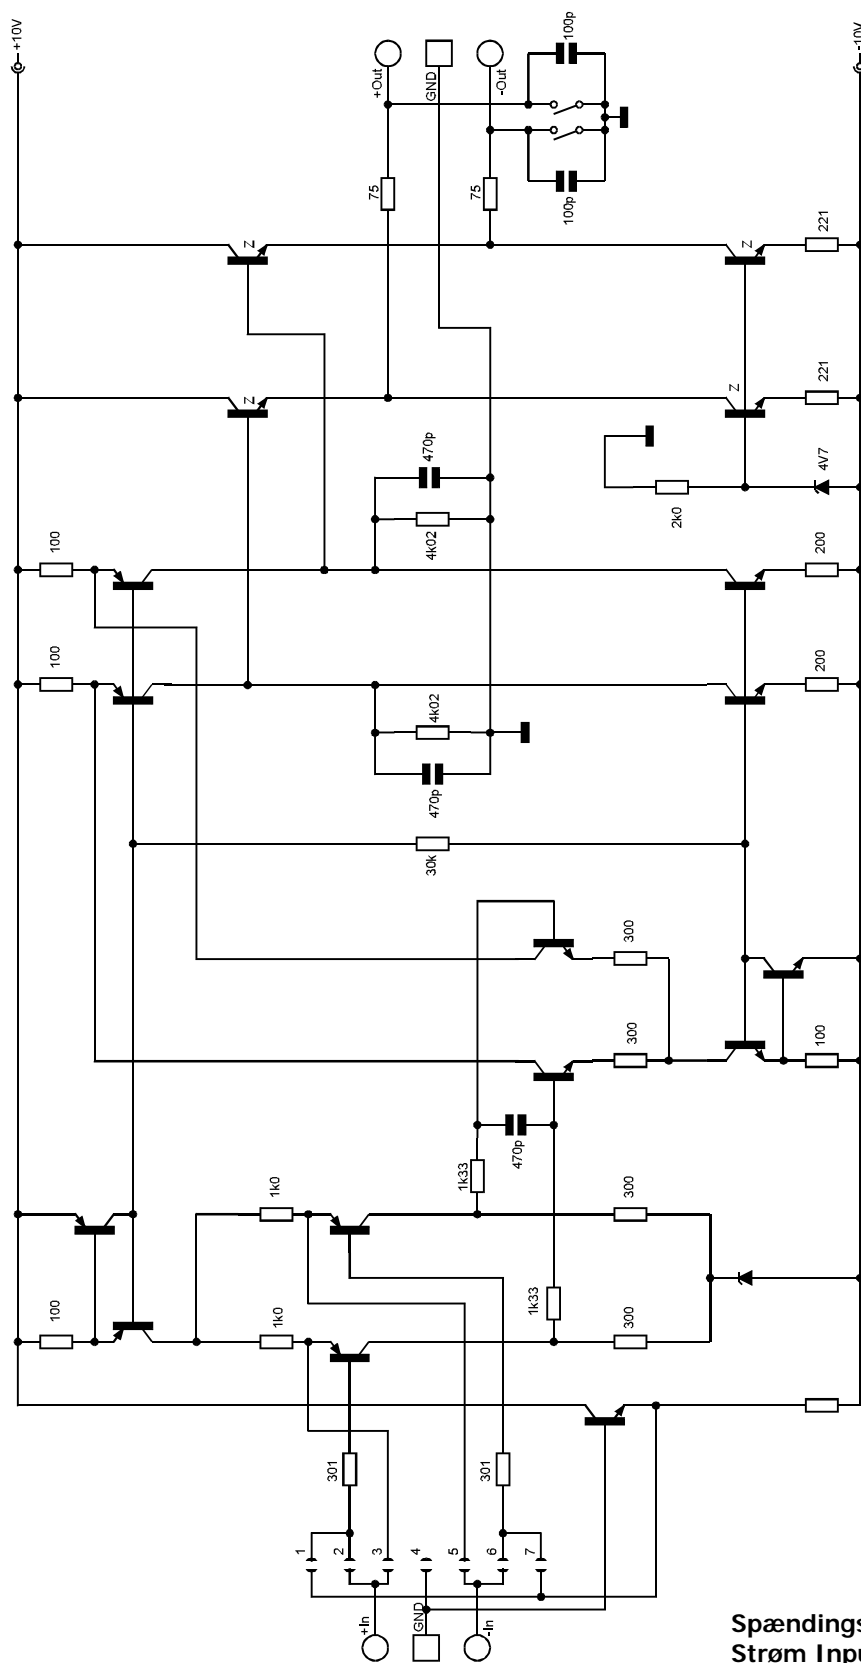 +10V
-10V
+Out
GND
-Out
100p
100p
75
75
Z
Z
221
Z
Z
221
470p
4k02
2k0
4V7
100
200
100
200
4k02
470p
30k
300
300
100
1k33
470p
1k0
300
100
1k0
1k33
300
301
301
1
2
3
4
5
6
7
+In
GND
-In
Spændings
Strøm Inpu